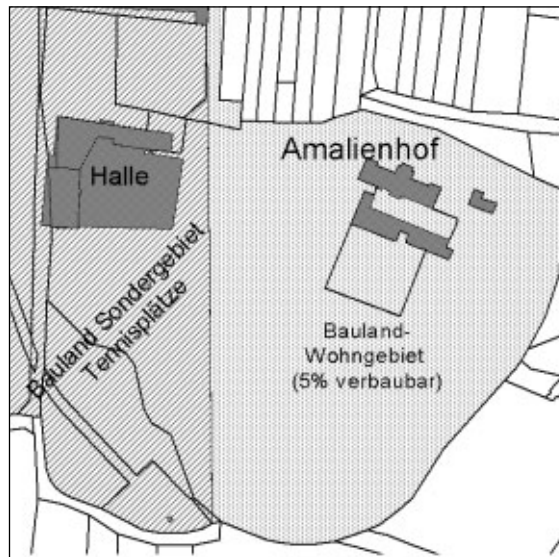 Amalienhof
Halle
Bauland Sondergebiet
Tennisplätze
Bauland-
Wohngebiet
(5% verbaubar)